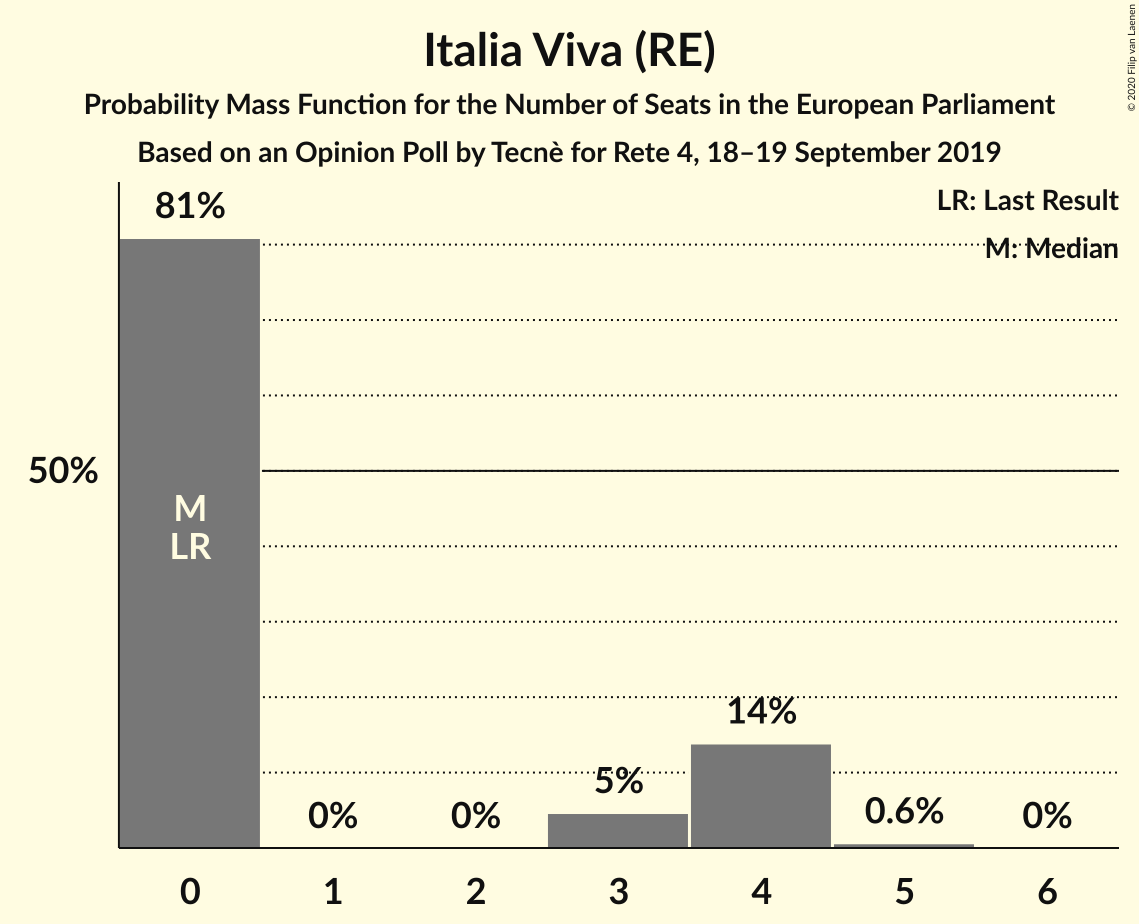 Italia Viva (RE)
Probability Mass Function for the Number of Seats in the European Parliament
Based on an Opinion Poll by Tecnè for Rete 4, 18–19 September 2019
© 2020 Filip van Laenen
LR: Last Result
M: Median
81%
50%
M
LR
0%
0%
5%
14%
0.6%
0%
0
1
2
3
4
5
6